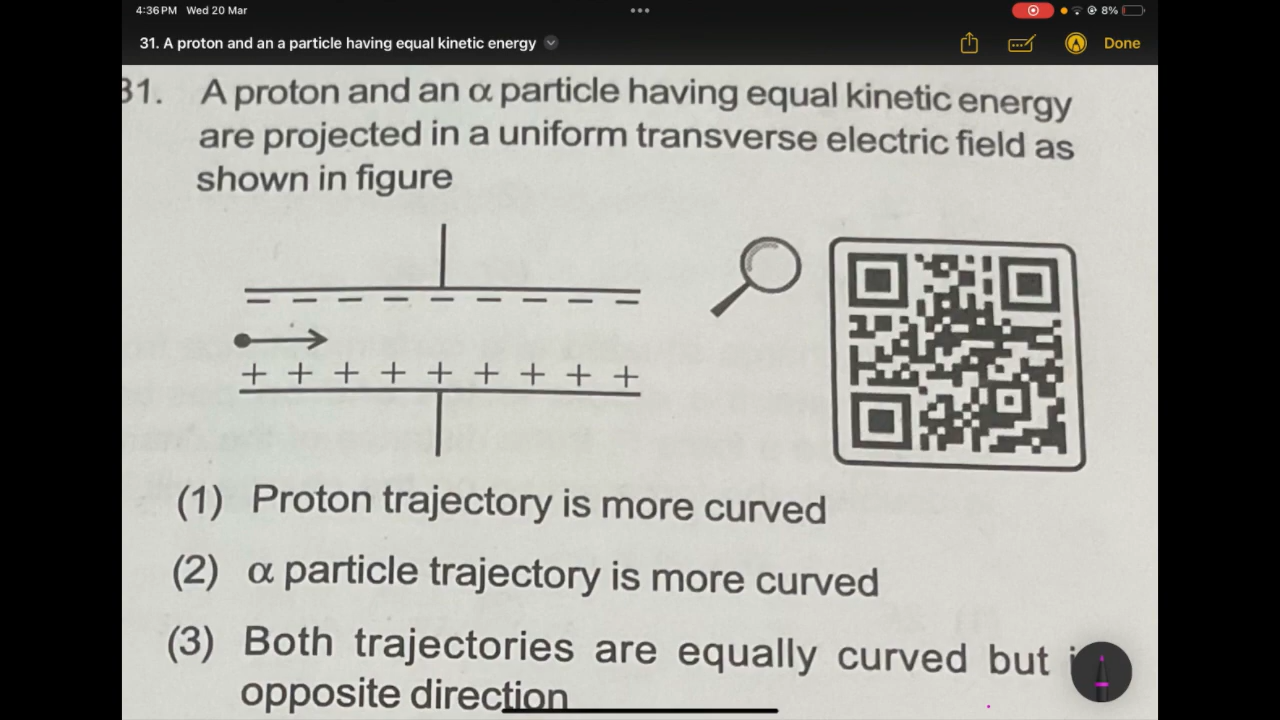 4:36 PM Wed 20 Mar
8%
31. A proton and an a particle having equal kinetic energy
Done
31. A proton and an α particle having equal kinetic energy
are projected in a uniform transverse electric field as
shown in figure
− − − − − − − − −
+ + + + + + + + +
(1) Proton trajectory is more curved
(2) α particle trajectory is more curved
(3) Both trajectories are equally curved but
opposite direction